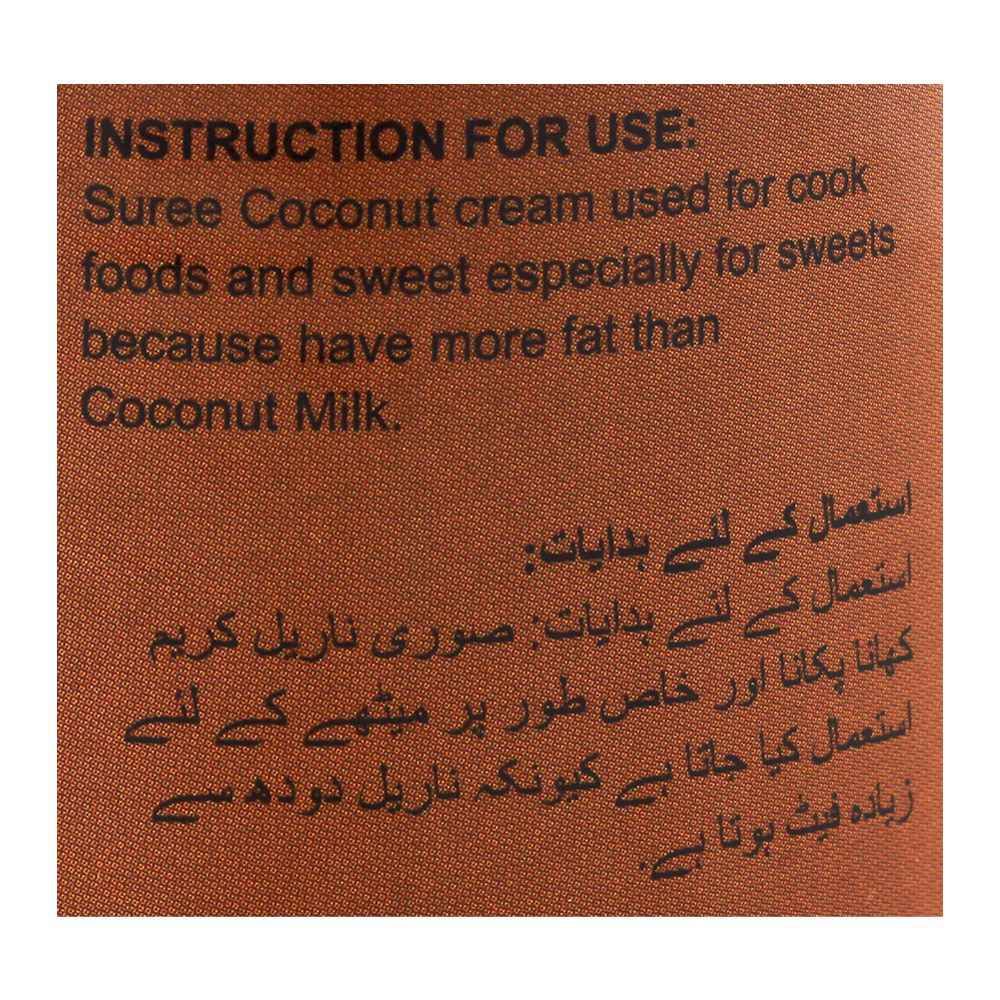 INSTRUCTION FOR USE:
Suree Coconut cream used for cook
foods and sweet especially for sweets
because have more fat than
Coconut Milk.
استعمال کے لئے ہدایات:
استعمال کے لئے ہدایات: صوری ناریل کریم
کھانا پکانا اور خاص طور پر میٹھے کے لئے
استعمال کیا جاتا ہے کیونکہ ناریل دودھ سے
زیادہ فیٹ ہوتا ہے.